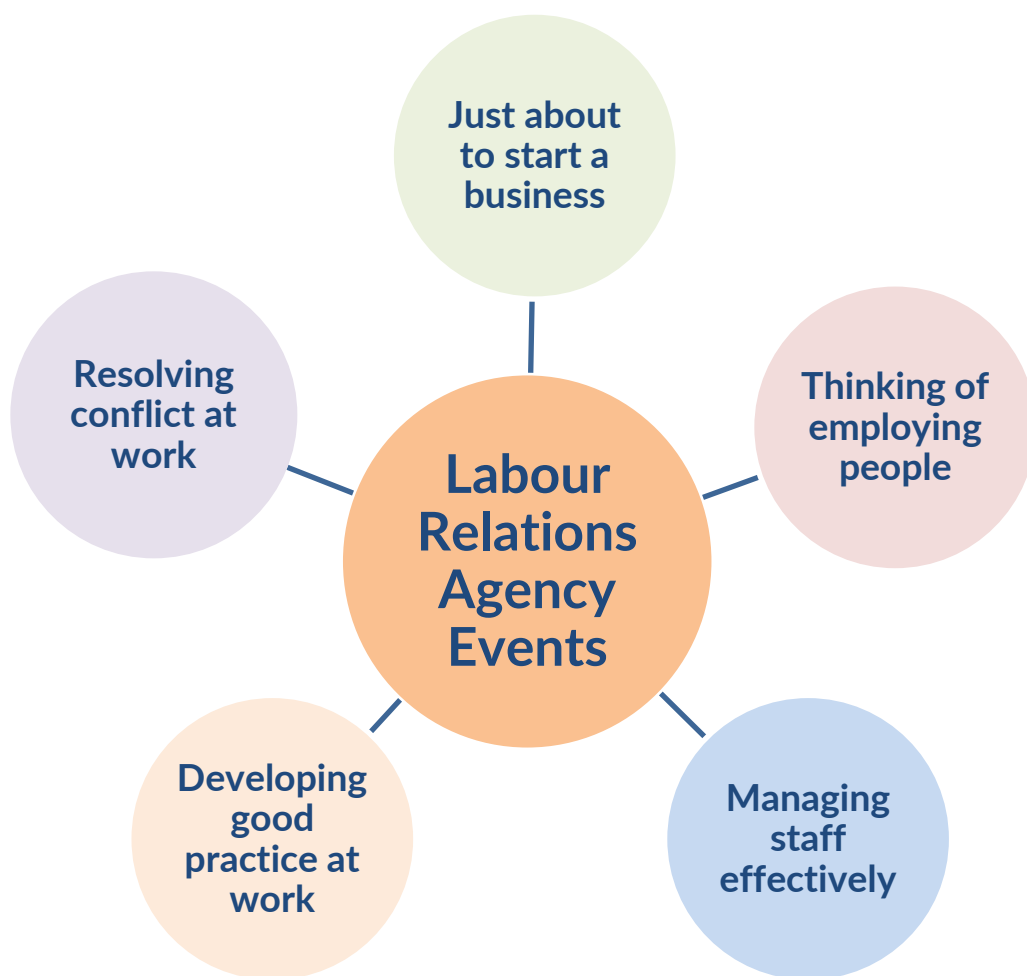 Just about
to start a
business
Thinking of
employing
people
Managing
staff
effectively
Developing
good
practice at
work
Resolving
conflict at
work
Labour
Relations
Agency
Events